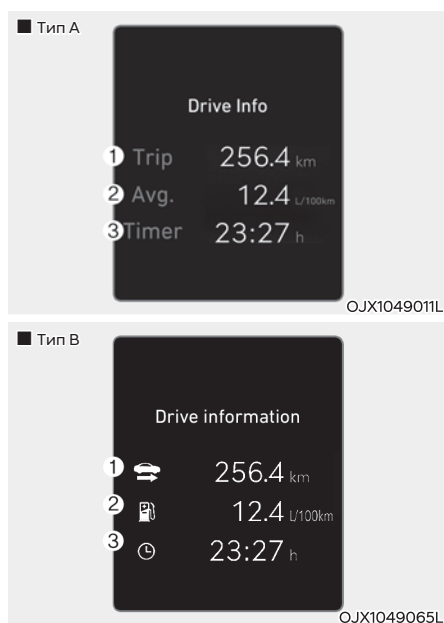 ■ Тип A
Drive Info
1 Trip 256.4 km
2 Avg. 12.4 L/100km
3 Timer 23:27 h
OJX1049011L
■ Тип B
Drive information
1 256.4 km
2 12.4 L/100km
3 23:27 h
OJX1049065L